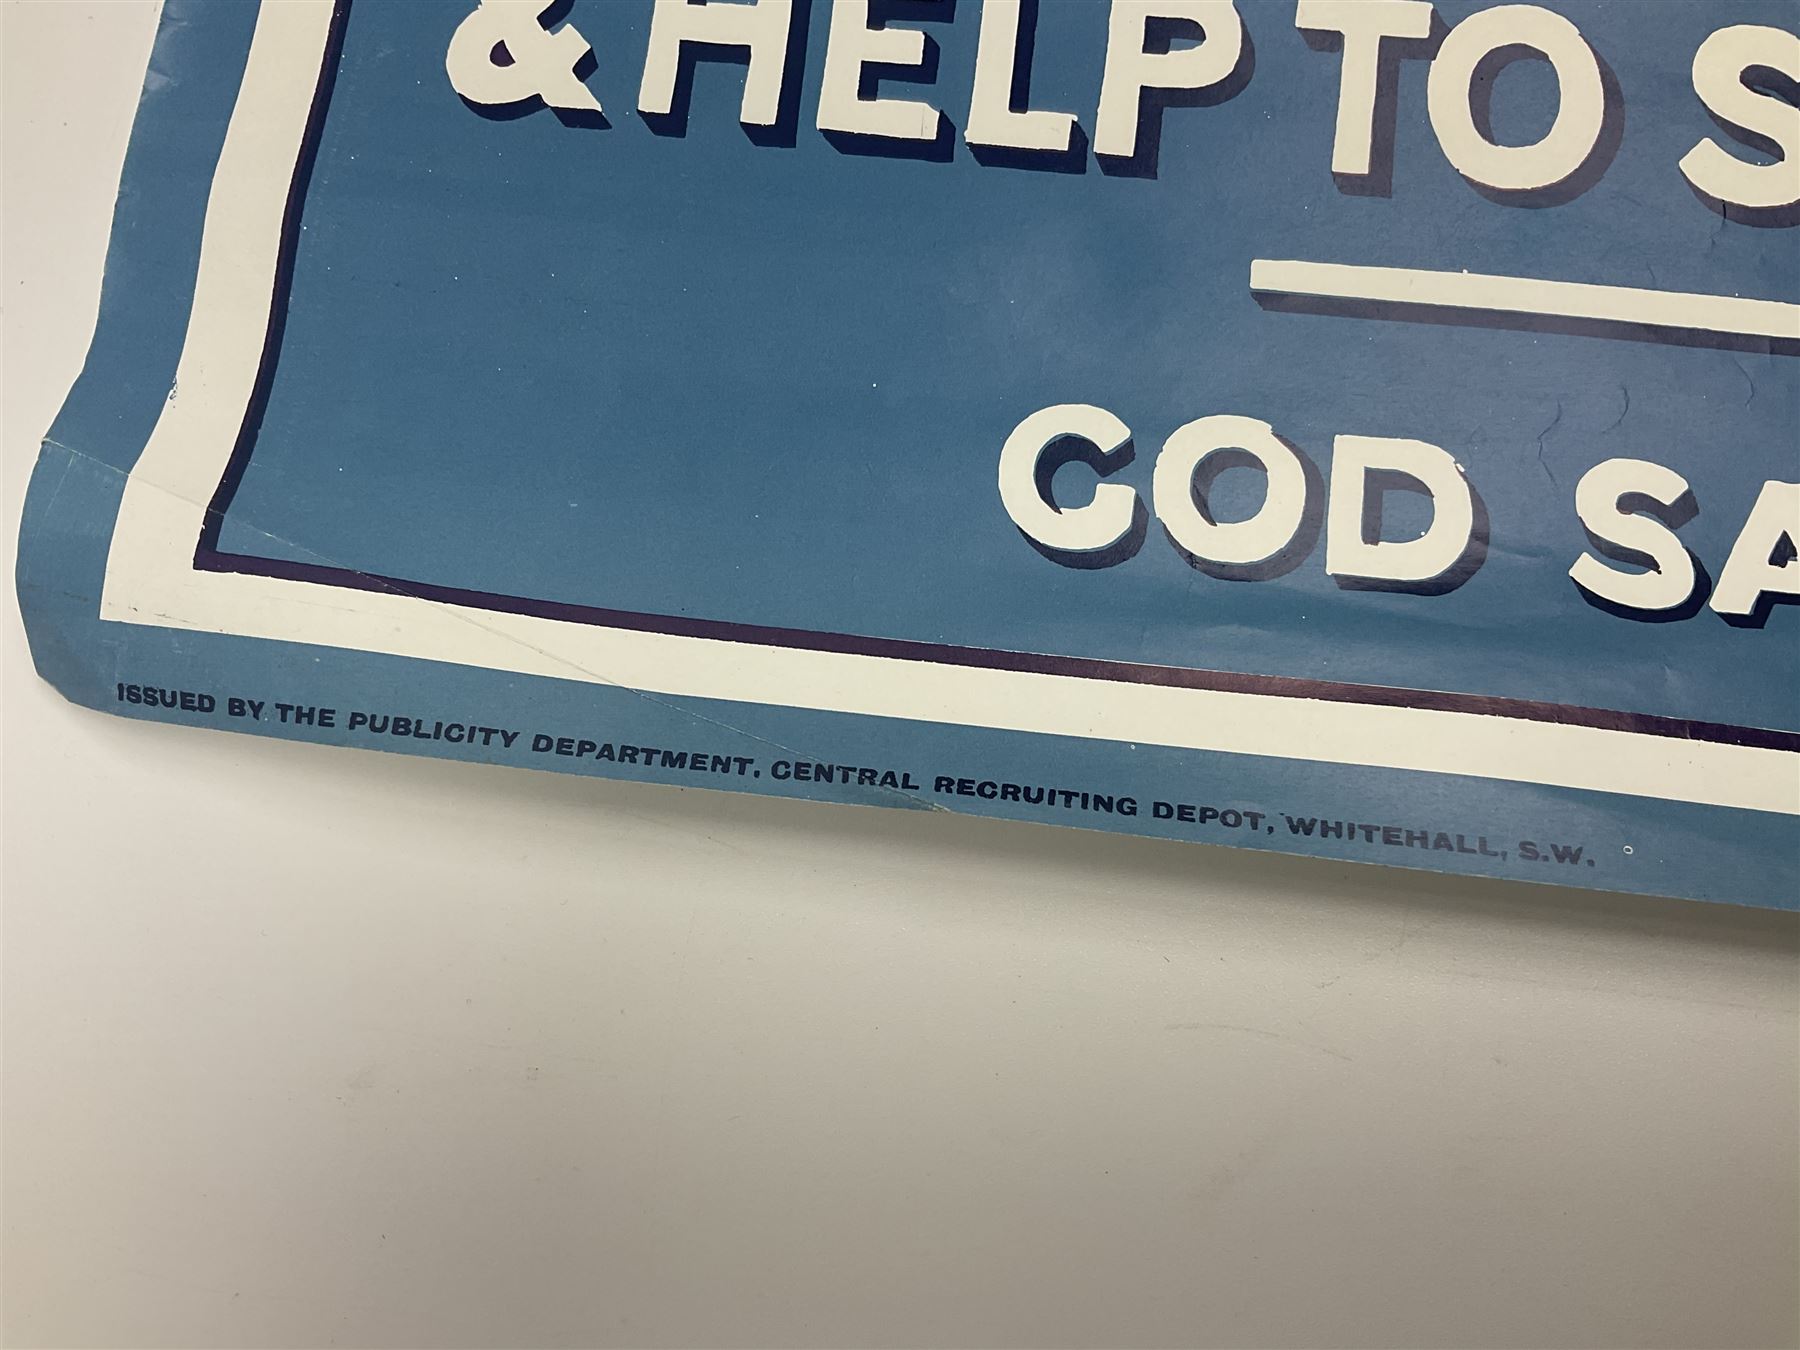 & HELP TO S
GOD SA
ISSUED BY THE PUBLICITY DEPARTMENT, CENTRAL RECRUITING DEPOT, WHITEHALL, S.W.